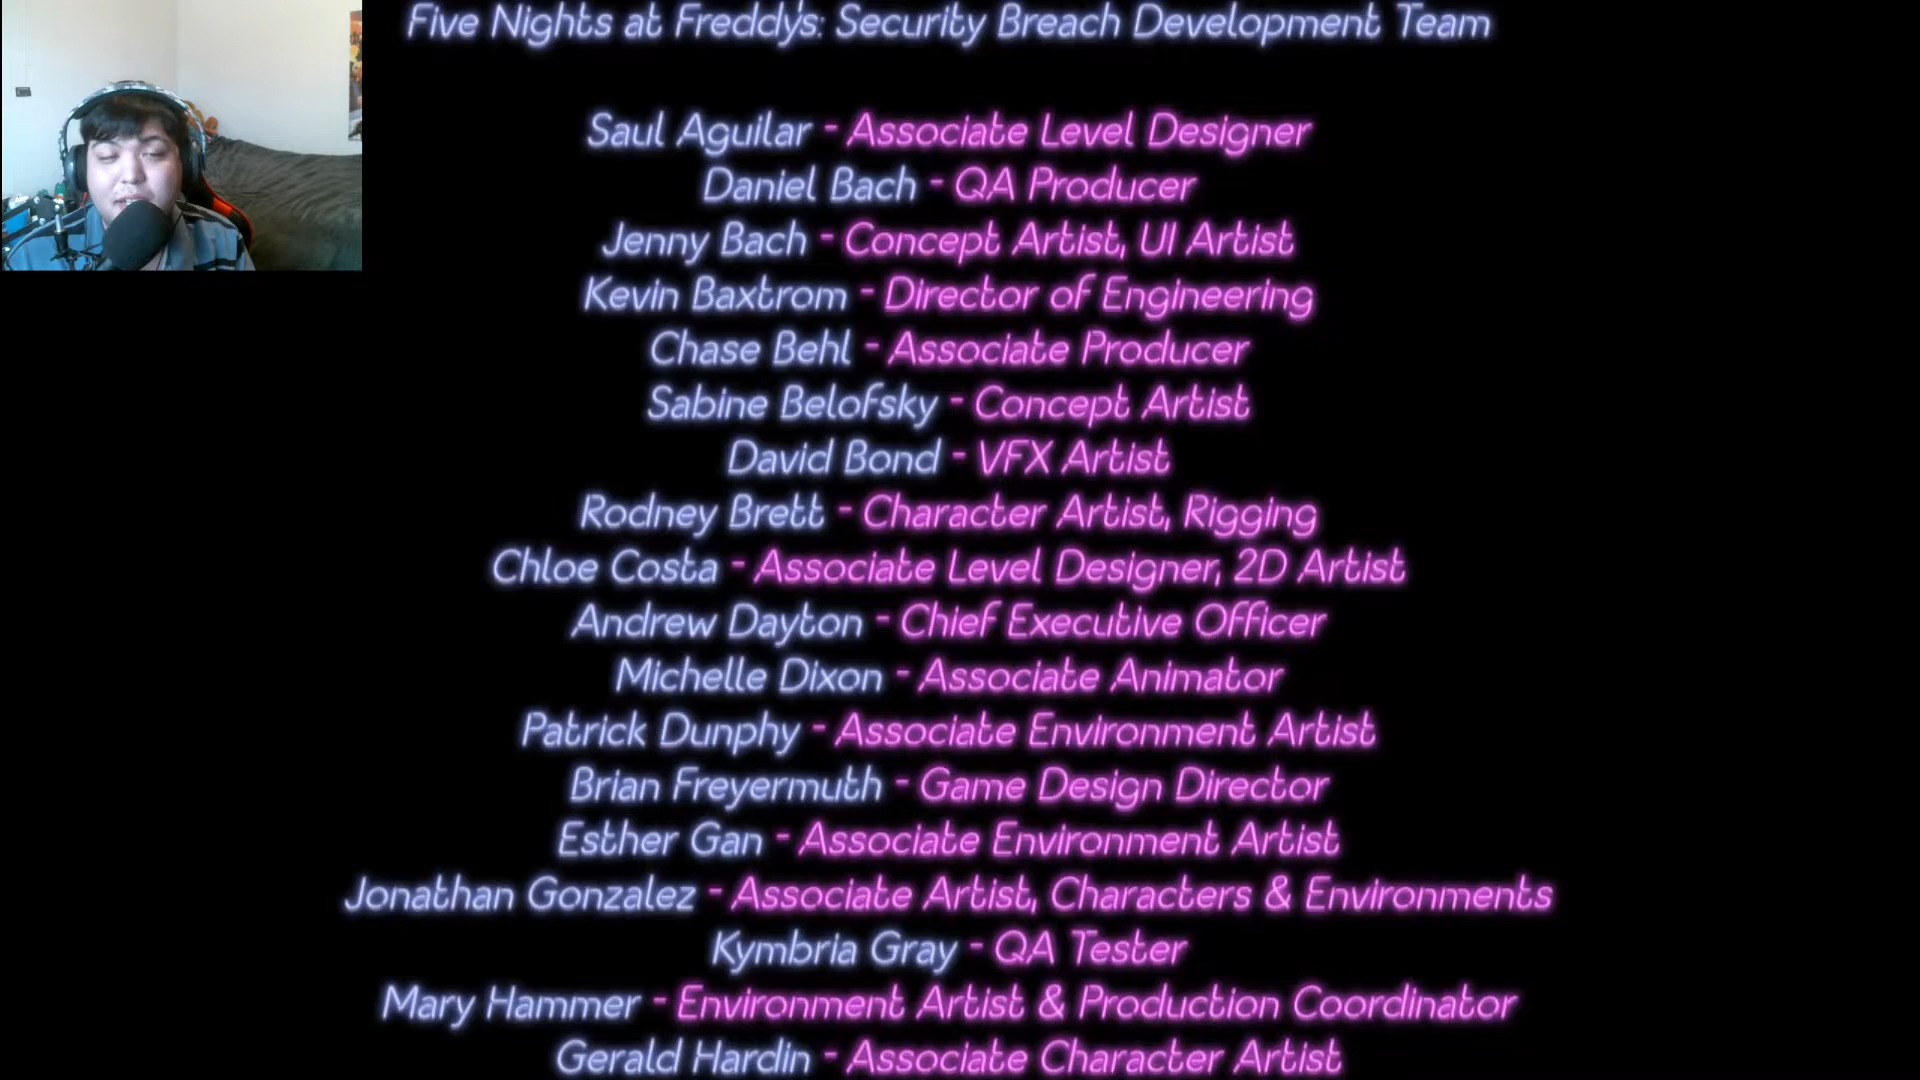 Five Nights at Freddy's: Security Breach Development Team
Saul Aguilar - Associate Level Designer
Daniel Bach - QA Producer
Jenny Bach - Concept Artist, UI Artist
Kevin Baxtrom - Director of Engineering
Chase Behl - Associate Producer
Sabine Belofsky - Concept Artist
David Bond - VFX Artist
Rodney Brett - Character Artist, Rigging
Chloe Costa - Associate Level Designer, 2D Artist
Andrew Dayton - Chief Executive Officer
Michelle Dixon - Associate Animator
Patrick Dunphy - Associate Environment Artist
Brian Freyermuth - Game Design Director
Esther Gan - Associate Environment Artist
Jonathan Gonzalez - Associate Artist, Characters & Environments
Kymbria Gray - QA Tester
Mary Hammer - Environment Artist & Production Coordinator
Gerald Hardin - Associate Character Artist